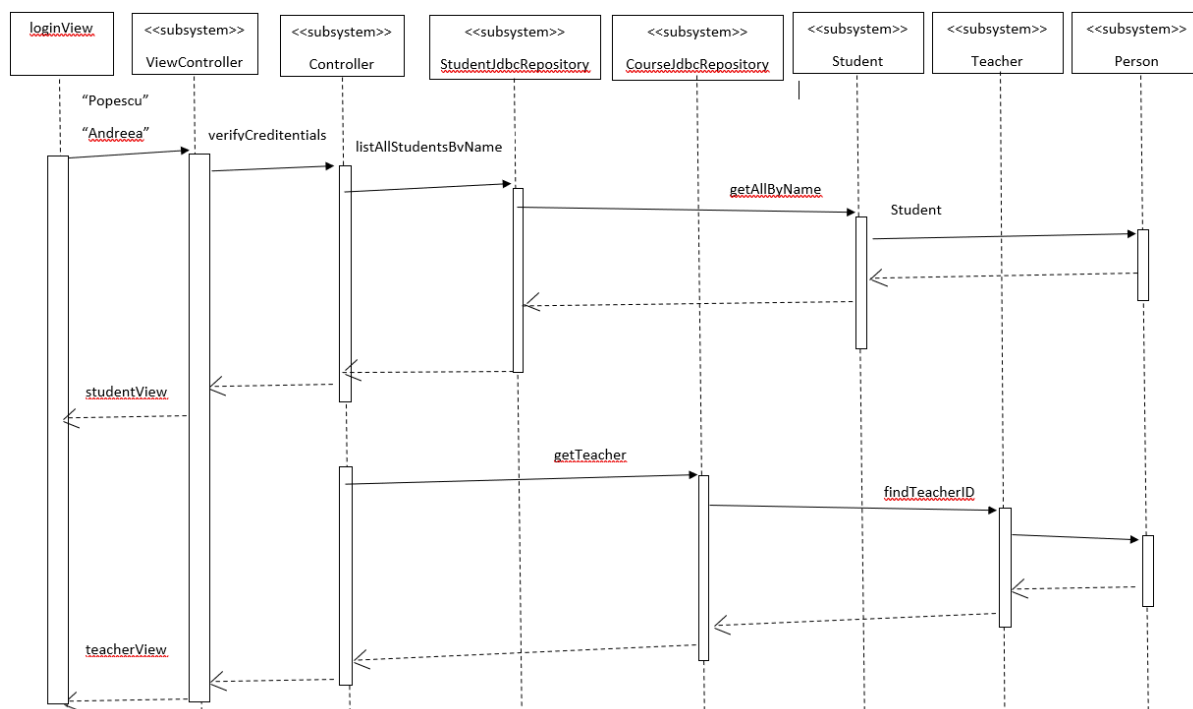 loginView
<<subsystem>>
ViewController
<<subsystem>>
Controller
<<subsystem>>
StudentJdbcRepository
<<subsystem>>
CourseJdbcRepository
<<subsystem>>
Student
<<subsystem>>
Teacher
<<subsystem>>
Person
“Popescu”
“Andreea”
verifyCreditentials
listAllStudentsByName
getAllByName
Student
studentView
getTeacher
findTeacherID
teacherView